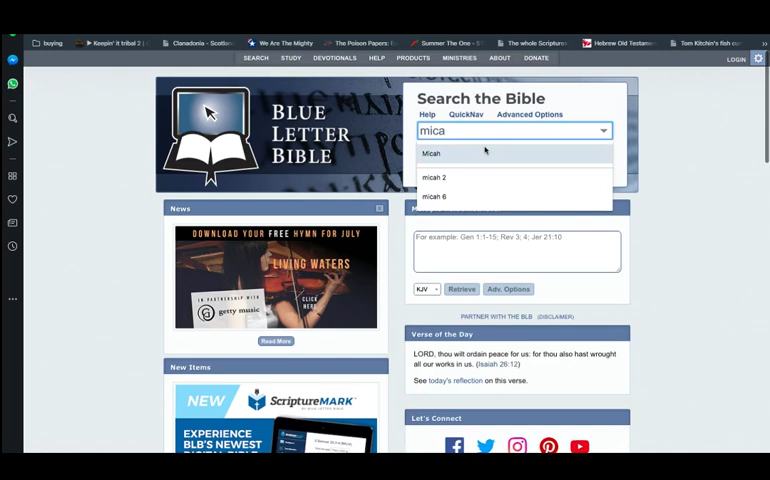 buying
Keepin' it tribal 2 |
Clanadonia - Scotlan
We Are The Mighty
The Poison Papers:
Summer The One -
The whole Scripture
Hebrew Old Testame
Tom Kitchin's fish cu
SEARCH STUDY DEVOTIONALS HELP PRODUCTS MINISTRIES ABOUT DONATE LOGIN
BLUE
LETTER
BIBLE
Search the Bible
Help QuickNav Advanced Options
mica
Micah
micah 2
micah 6
News
DOWNLOAD YOUR FREE HYMN FOR JULY
LIVING WATERS
CLICK
HERE
IN PARTNERSHIP WITH
getty music
Read More
New Items
NEW
ScriptureMARK
BY BLUE LETTER BIBLE
EXPERIENCE
BLB'S NEWEST
For example: Gen 1:1-15; Rev 3; 4; Jer 21:10
KJV Retrieve Adv. Options
PARTNER WITH THE BLB (DISCLAIMER)
Verse of the Day
LORD, thou wilt ordain peace for us: for thou also hast wrought
all our works in us. (Isaiah 26:12)
See today's reflection on this verse.
Let's Connect